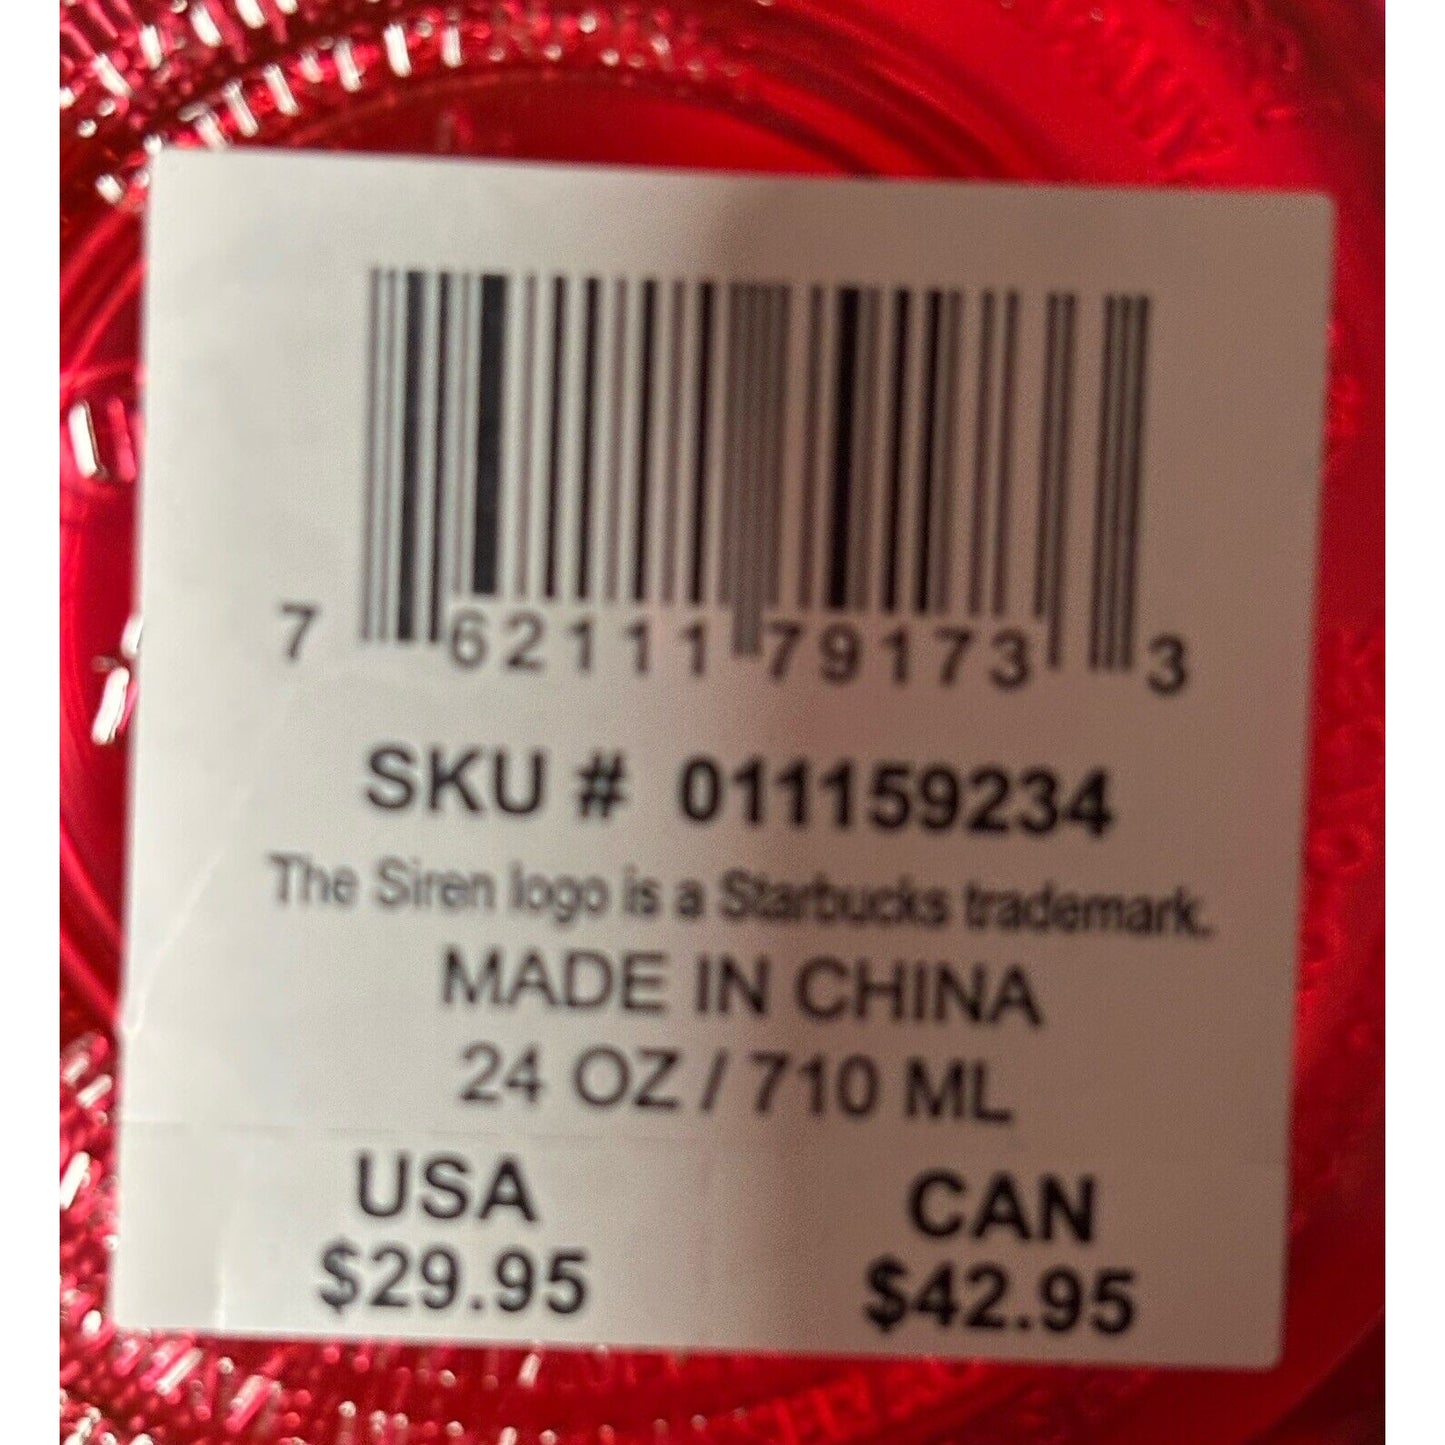 7 62111 79173 3
SKU # 011159234
The Siren logo is a Starbucks trademark.
MADE IN CHINA
24 OZ / 710 ML
USA CAN
$29.95 $42.95